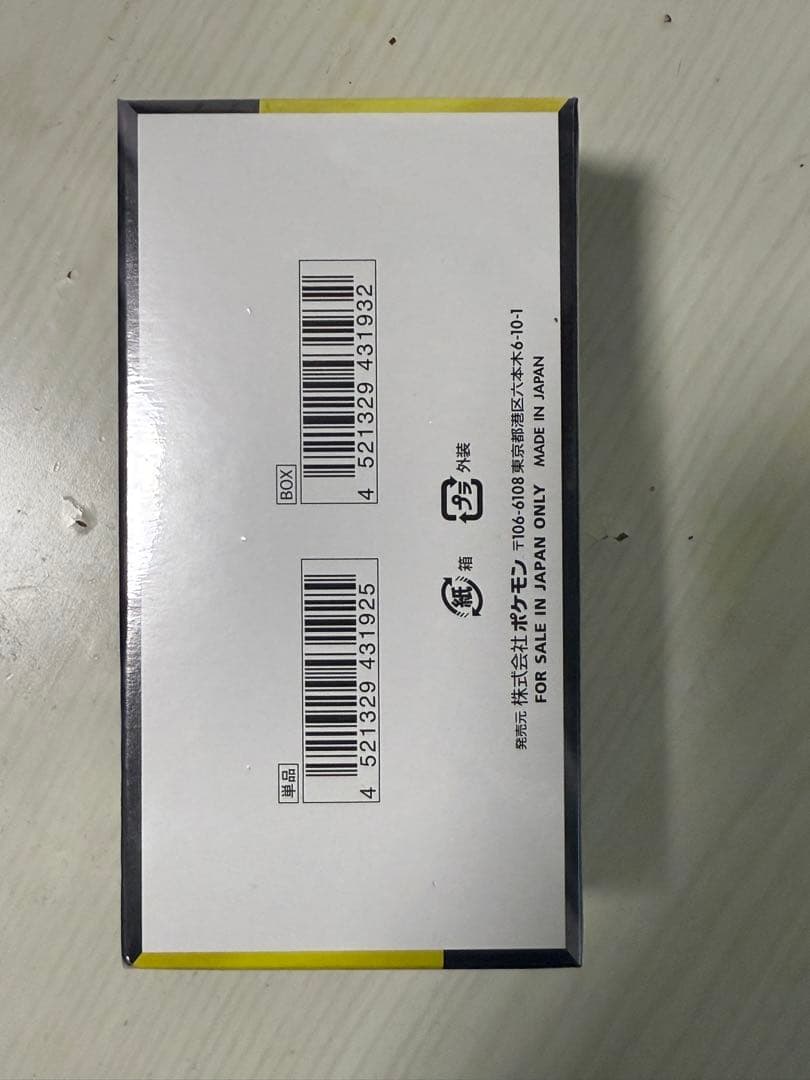 単品
4 521329 431925
BOX
4 521329 431932
紙 箱
プラ 外装
発売元 株式会社 ポケモン 〒106-6108 東京都港区六本木6-10-1
FOR SALE IN JAPAN ONLY MADE IN JAPAN